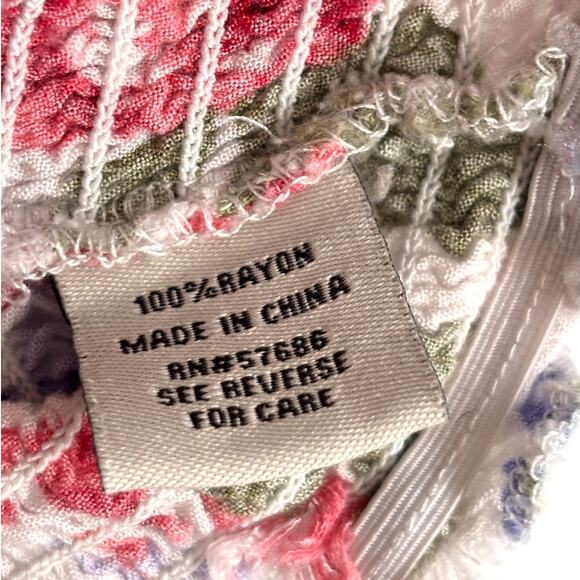 100%RAYON
MADE IN CHINA
RN#57686
SEE REVERSE
FOR CARE